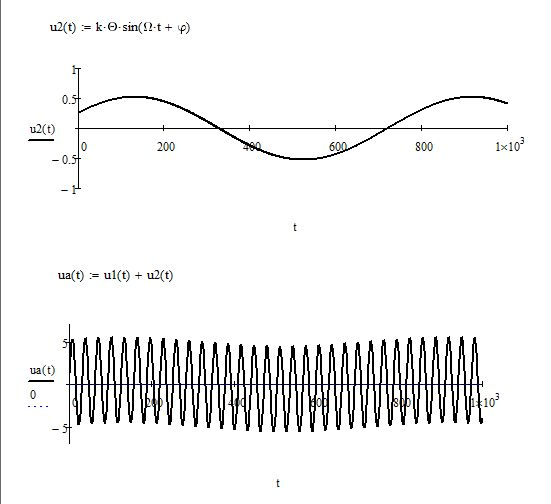 u2(t) := k·Θ·sin(Ω·t + φ)
1
0.5
u2(t)
0 200 400 600 800 1×10³
− 0.5
− 1
t
ua(t) := u1(t) + u2(t)
5
ua(t)
0
0 200 400 600 800 1×10³
− 5
t